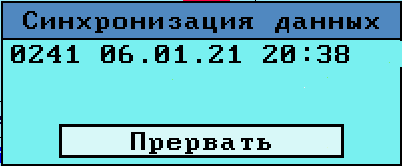 Синхронизация данных
0241 06.01.21 20:38
Прервать